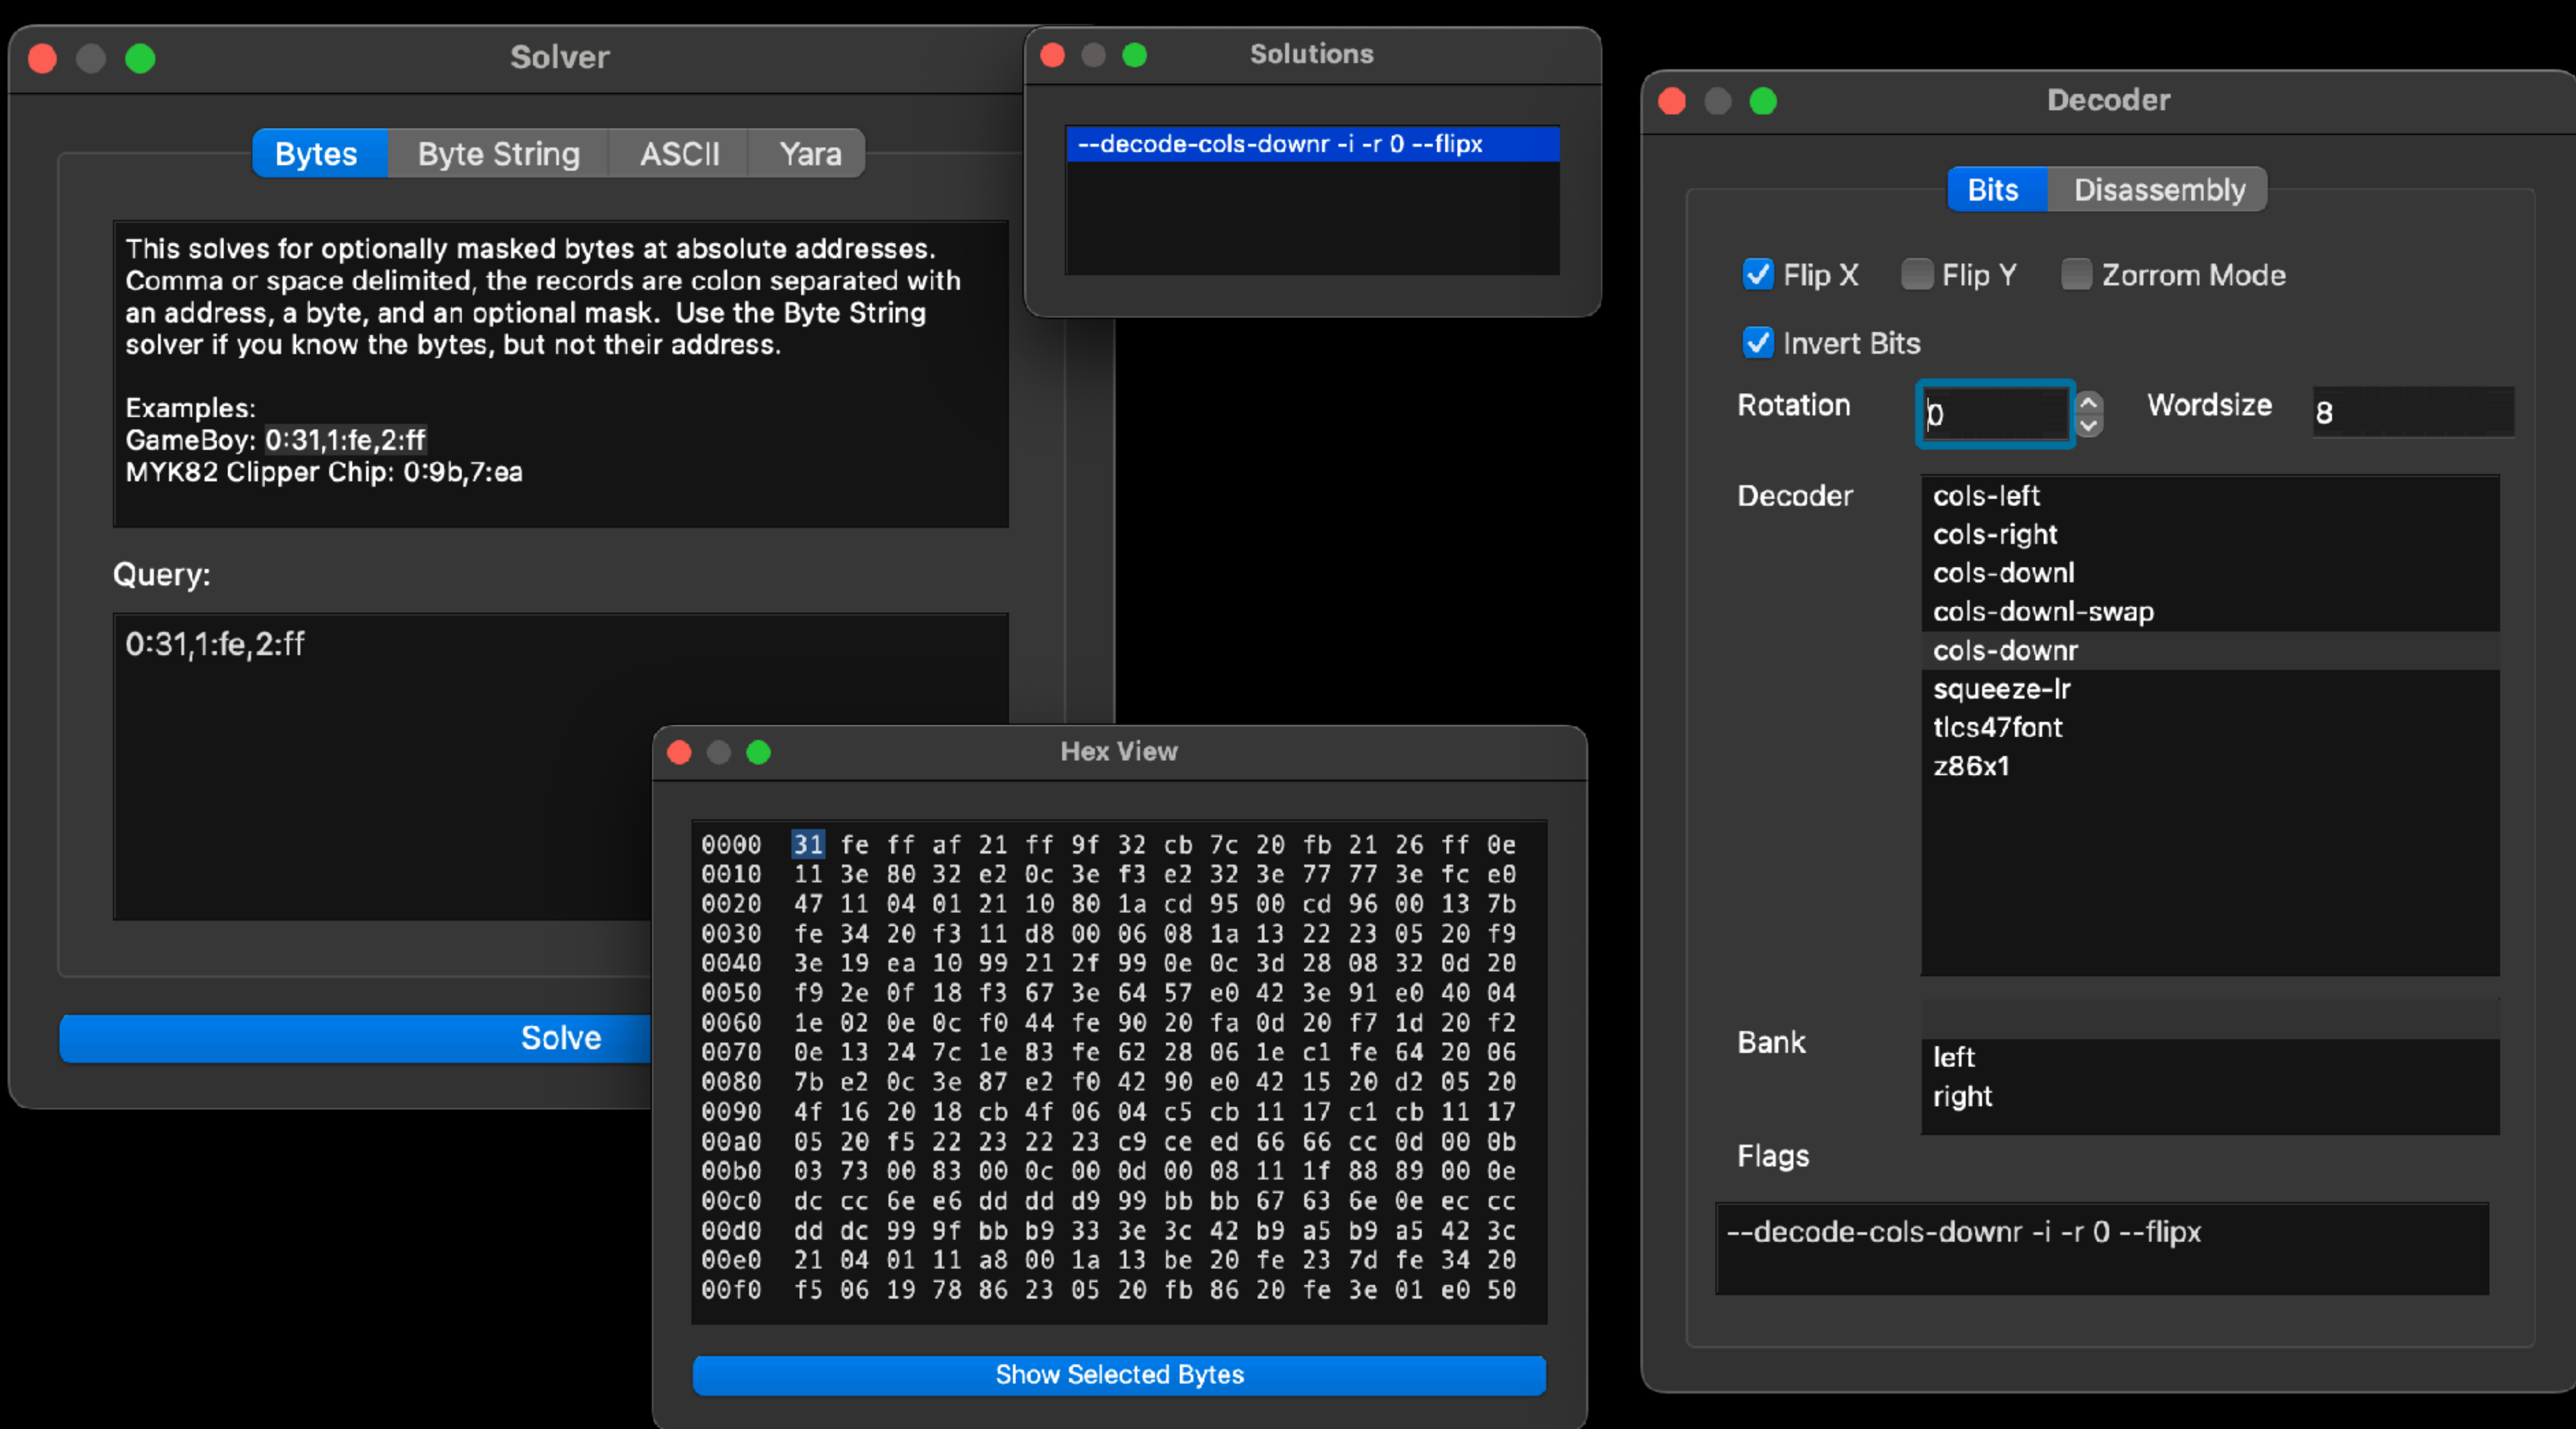 Solver
Bytes
Byte String
ASCII
Yara
This solves for optionally masked bytes at absolute addresses.
Comma or space delimited, the records are colon separated with
an address, a byte, and an optional mask.  Use the Byte String
solver if you know the bytes, but not their address.
Examples:
GameBoy: 0:31,1:fe,2:ff
MYK82 Clipper Chip: 0:9b,7:ea
Query:
0:31,1:fe,2:ff
Solve
Solutions
--decode-cols-downr -i -r 0 --flipx
Hex View
0000 31 fe ff af 21 ff 9f 32 cb 7c 20 fb 21 26 ff 0e
0010 11 3e 80 32 e2 0c 3e f3 e2 32 3e 77 77 3e fc e0
0020 47 11 04 01 21 10 80 1a cd 95 00 cd 96 00 13 7b
0030 fe 34 20 f3 11 d8 00 06 08 1a 13 22 23 05 20 f9
0040 3e 19 ea 10 99 21 2f 99 0e 0c 3d 28 08 32 0d 20
0050 f9 2e 0f 18 f3 67 3e 64 57 e0 42 3e 91 e0 40 04
0060 1e 02 0e 0c f0 44 fe 90 20 fa 0d 20 f7 1d 20 f2
0070 0e 13 24 7c 1e 83 fe 62 28 06 1e c1 fe 64 20 06
0080 7b e2 0c 3e 87 e2 f0 42 90 e0 42 15 20 d2 05 20
0090 4f 16 20 18 cb 4f 06 04 c5 cb 11 17 c1 cb 11 17
00a0 05 20 f5 22 23 22 23 c9 ce ed 66 66 cc 0d 00 0b
00b0 03 73 00 83 00 0c 00 0d 00 08 11 1f 88 89 00 0e
00c0 dc cc 6e e6 dd dd d9 99 bb bb 67 63 6e 0e ec cc
00d0 dd dc 99 9f bb b9 33 3e 3c 42 b9 a5 b9 a5 42 3c
00e0 21 04 01 11 a8 00 1a 13 be 20 fe 23 7d fe 34 20
00f0 f5 06 19 78 86 23 05 20 fb 86 20 fe 3e 01 e0 50
Show Selected Bytes
Decoder
Bits
Disassembly
Flip X
Flip Y
Zorrom Mode
Invert Bits
Rotation
0
Wordsize
8
Decoder
cols-left
cols-right
cols-downl
cols-downl-swap
cols-downr
squeeze-lr
tlcs47font
z86x1
Bank
left
right
Flags
--decode-cols-downr -i -r 0 --flipx